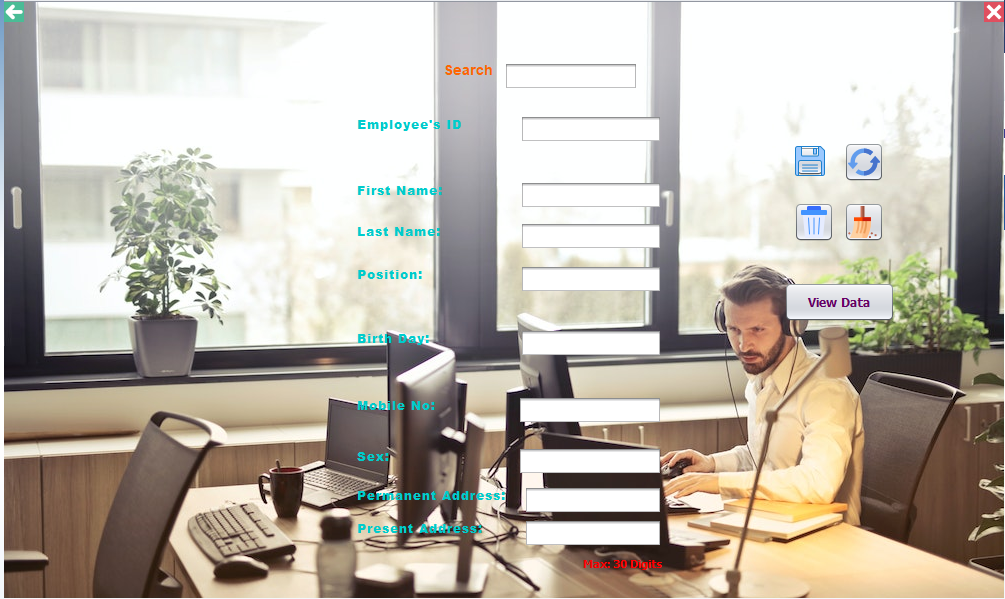 Search
Employee's ID
First Name:
Last Name:
Position:
View Data
Birth Day:
Mobile No:
Sex:
Permanent Address:
Present Address:
Max: 30 Digits